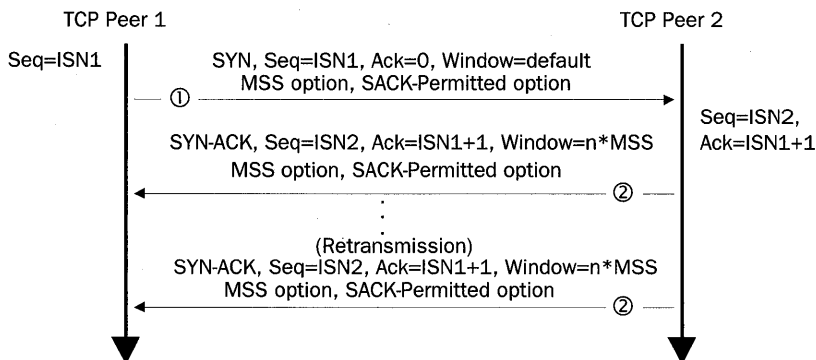 TCP Peer 1
TCP Peer 2
Seq=ISN1
SYN, Seq=ISN1, Ack=0, Window=default
MSS option, SACK-Permitted option
①
Seq=ISN2,
Ack=ISN1+1
SYN-ACK, Seq=ISN2, Ack=ISN1+1, Window=n*MSS
MSS option, SACK-Permitted option
②
(Retransmission)
SYN-ACK, Seq=ISN2, Ack=ISN1+1, Window=n*MSS
MSS option, SACK-Permitted option
②